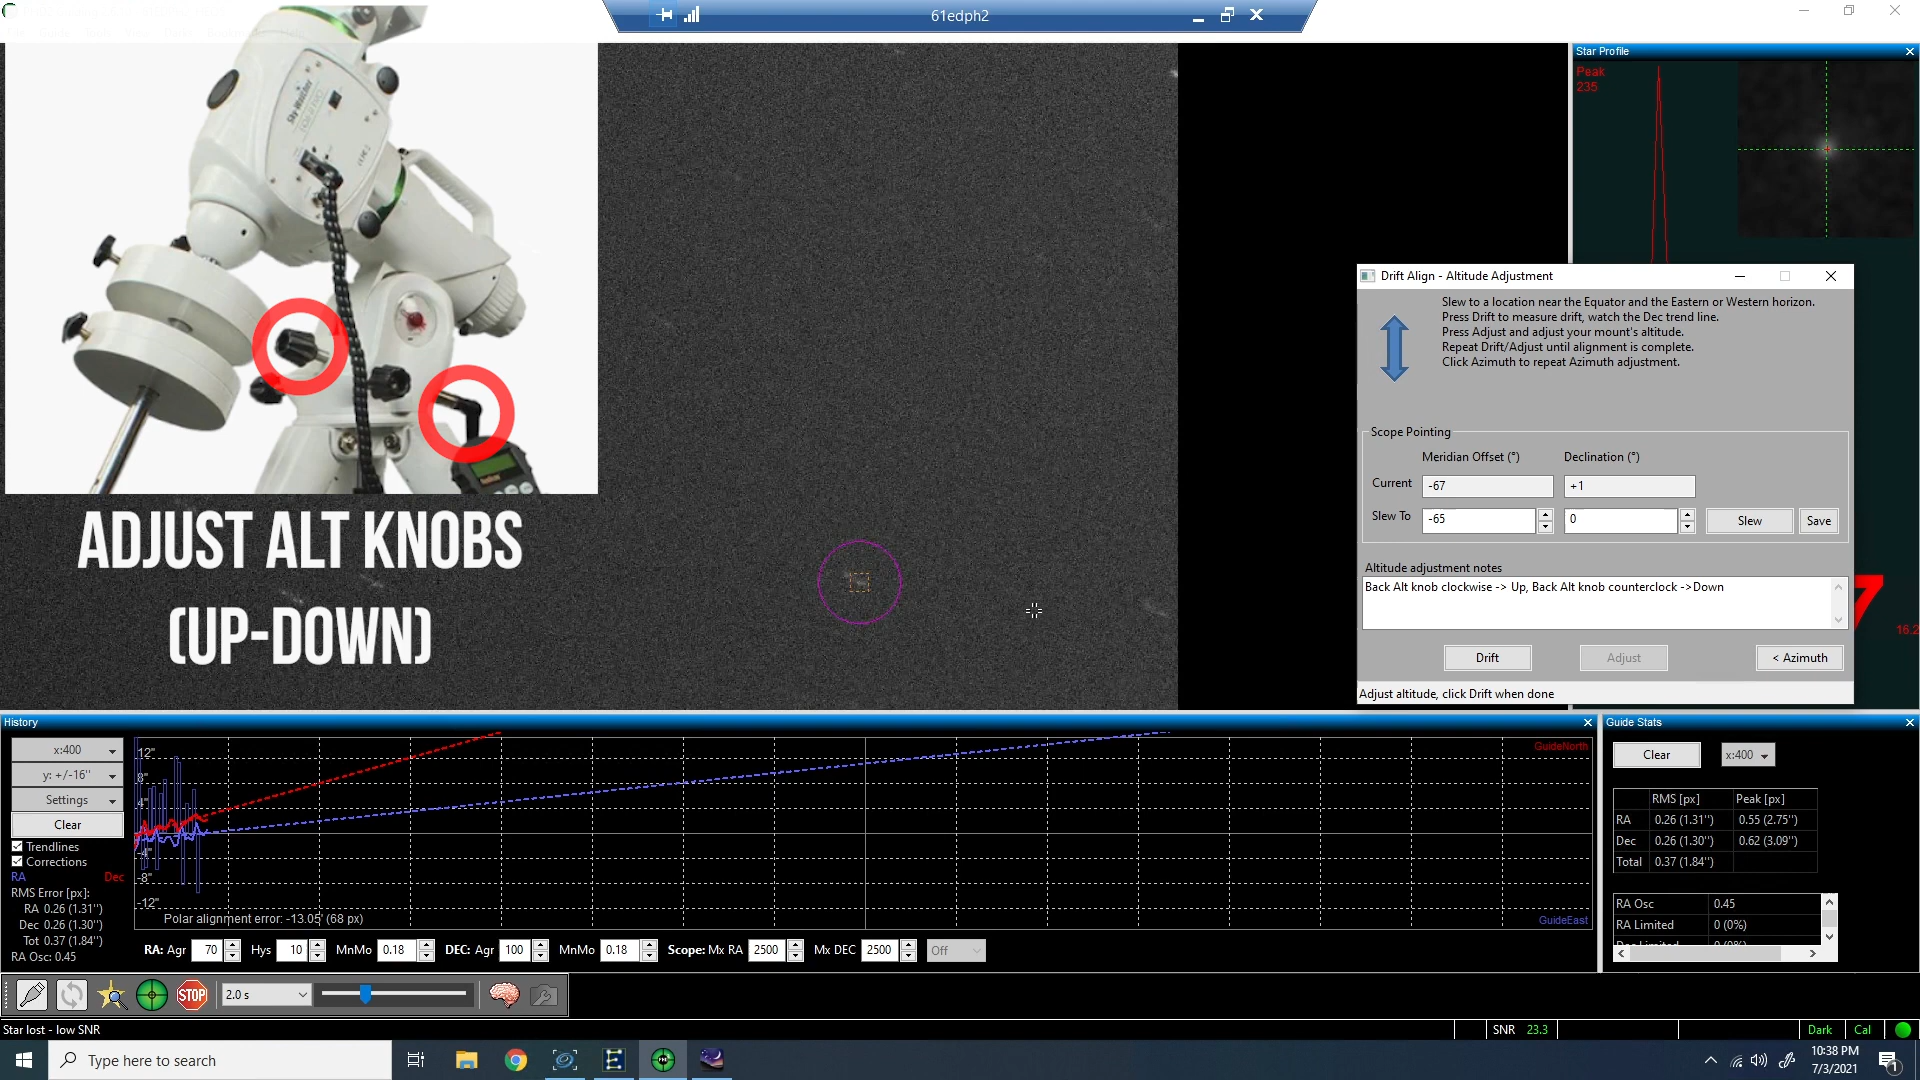 61edph2
Star Profile
Peak
235
Sky-Watcher
ADJUST ALT KNOBS
(UP-DOWN)
Drift Align - Altitude Adjustment
Slew to a location near the Equator and the Eastern or Western horizon.
Press Drift to measure drift, watch the Dec trend line.
Press Adjust and adjust your mount's altitude.
Repeat Drift/Adjust until alignment is complete.
Click Azimuth to repeat Azimuth adjustment.
Scope Pointing
Meridian Offset (°) Declination (°)
Current -67 +1
Slew To -65 0 Slew Save
Altitude adjustment notes
Back Alt knob clockwise -> Up, Back Alt knob counterclock ->Down
Drift Adjust < Azimuth
Adjust altitude, click Drift when done
7
16.2
History
x:400
y: +/-16"
Settings
Clear
Trendlines
Corrections
RA Dec
RMS Error [px]:
RA 0.26 (1.31")
Dec 0.26 (1.30")
Tot 0.37 (1.84")
RA Osc: 0.45
12"
8"
4"
-4"
-8"
-12"
GuideNorth
GuideEast
Polar alignment error: -13.05' (68 px)
RA: Agr 70 Hys 10 MnMo 0.18 DEC: Agr 100 MnMo 0.18 Scope: Mx RA 2500 Mx DEC 2500 Off
Guide Stats
Clear x:400
RMS [px] Peak [px]
RA 0.26 (1.31") 0.55 (2.75")
Dec 0.26 (1.30") 0.62 (3.09")
Total 0.37 (1.84")
RA Osc 0.45
RA Limited 0 (0%)
Dec Limited 0 (0%)
STOP
2.0 s
Star lost - low SNR
SNR 23.3
Dark Cal
Type here to search
10:38 PM
7/3/2021
1